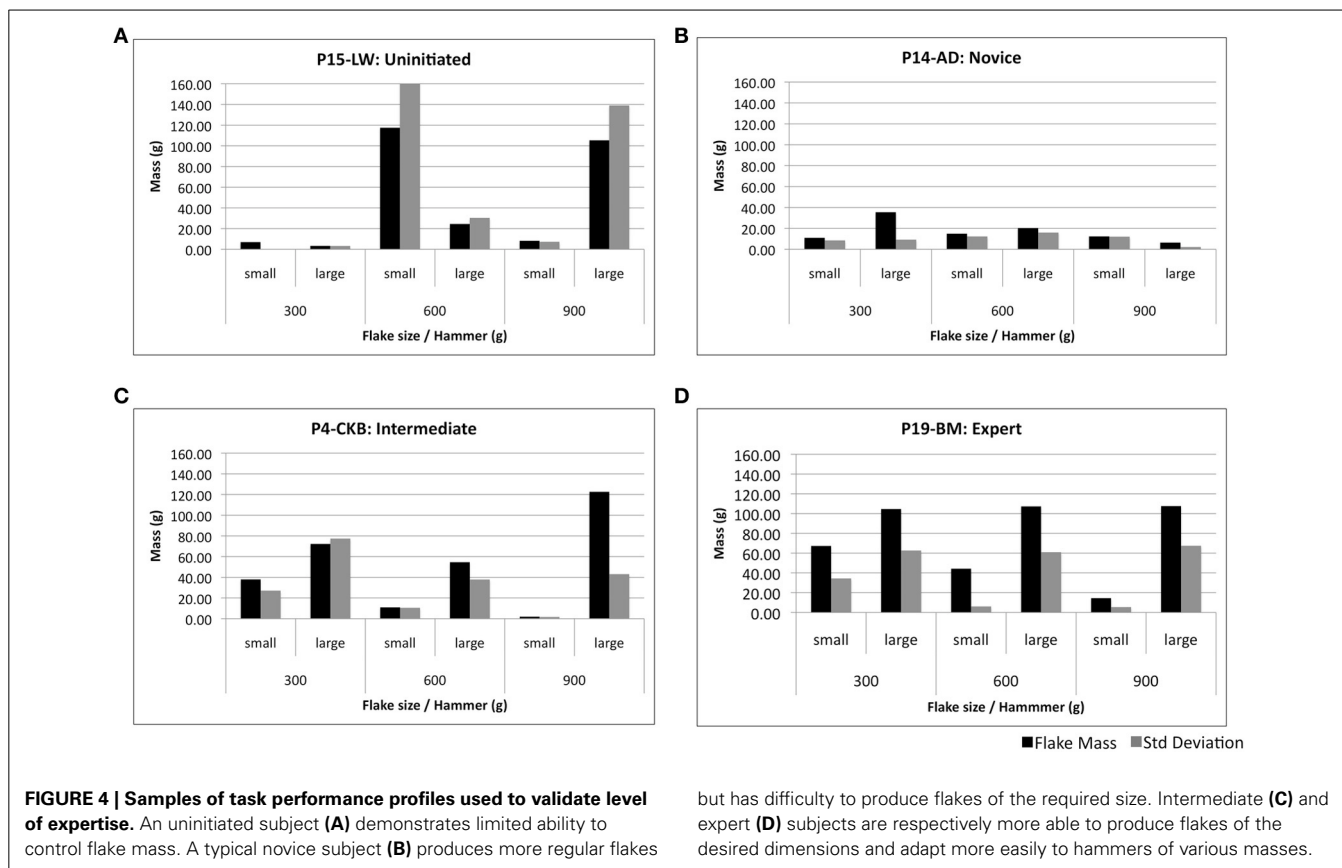 A
P15-LW: Uninitiated
Mass (g)
160.00
140.00
120.00
100.00
80.00
60.00
40.00
20.00
0.00
small large small large small large
300 600 900
Flake size / Hammer (g)
B
P14-AD: Novice
Mass (g)
160.00
140.00
120.00
100.00
80.00
60.00
40.00
20.00
0.00
small large small large small large
300 600 900
Flake size / Hammer (g)
C
P4-CKB: Intermediate
Mass (g)
160.00
140.00
120.00
100.00
80.00
60.00
40.00
20.00
0.00
small large small large small large
300 600 900
Flake size / Hammer (g)
D
P19-BM: Expert
Mass (g)
160.00
140.00
120.00
100.00
80.00
60.00
40.00
20.00
0.00
small large small large small large
300 600 900
Flake size / Hammmer (g)
Flake Mass Std Deviation
FIGURE 4 | Samples of task performance profiles used to validate level
of expertise. An uninitiated subject (A) demonstrates limited ability to
control flake mass. A typical novice subject (B) produces more regular flakes
but has difficulty to produce flakes of the required size. Intermediate (C) and
expert (D) subjects are respectively more able to produce flakes of the
desired dimensions and adapt more easily to hammers of various masses.